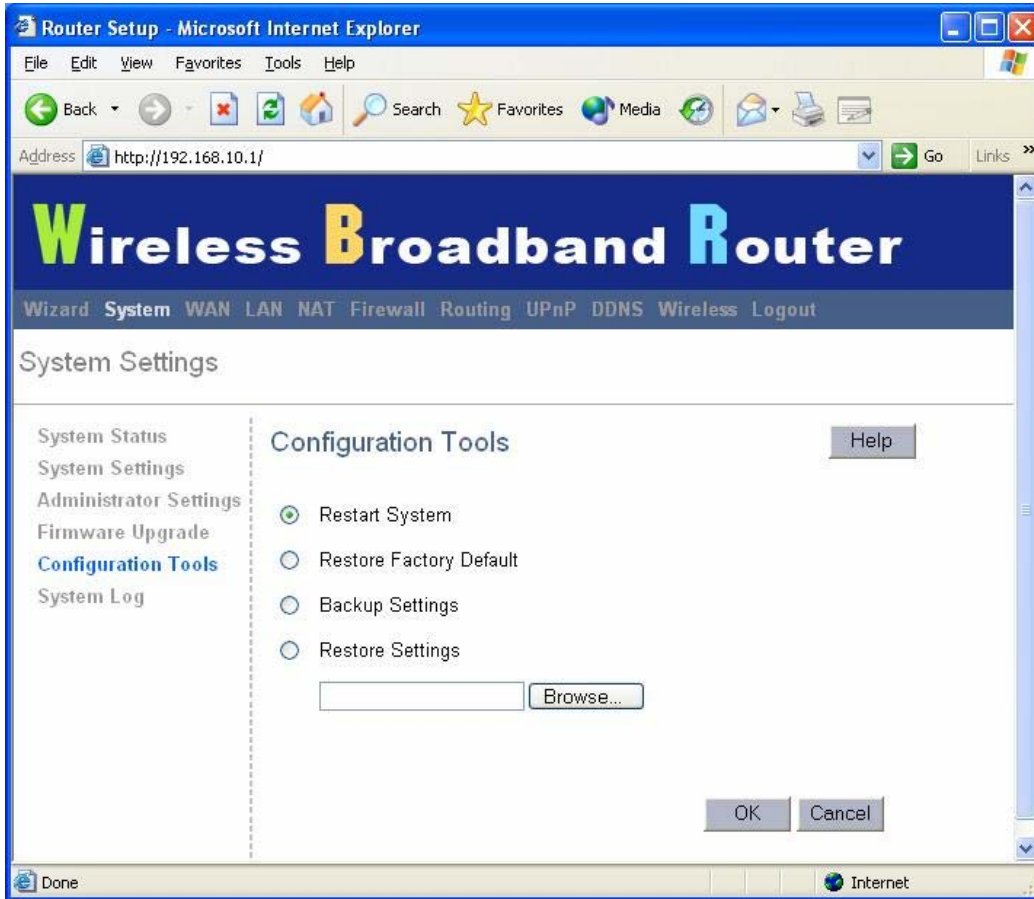 Router Setup - Microsoft Internet Explorer
File Edit View Favorites Tools Help
Back Search Favorites Media
Address http://192.168.10.1/ Go Links »
Wireless Broadband Router
Wizard System WAN LAN NAT Firewall Routing UPnP DDNS Wireless Logout
System Settings
System Status
System Settings
Administrator Settings
Firmware Upgrade
Configuration Tools
System Log
Configuration Tools Help
Restart System
Restore Factory Default
Backup Settings
Restore Settings
Browse...
OK Cancel
Done Internet